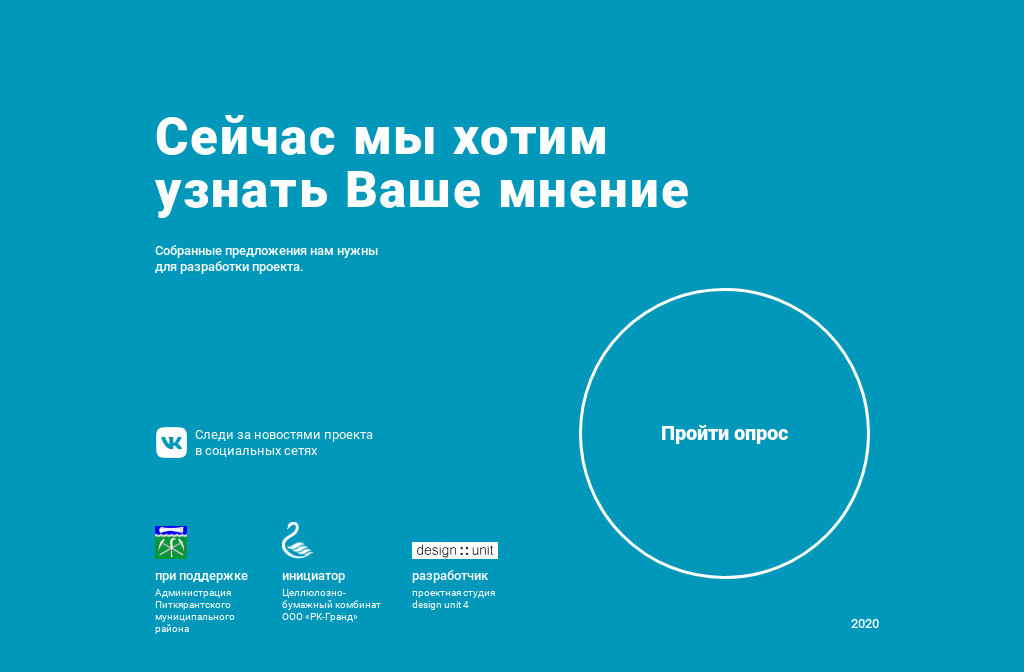 Сейчас мы хотим
узнать Ваше мнение
Собранные предложения нам нужны
для разработки проекта.
Пройти опрос
Следи за новостями проекта
в социальных сетях
design::unit
при поддержке
Администрация
Питкярантского
муниципального
района
инициатор
Целлюлозно-
бумажный комбинат
ООО «РК-Гранд»
разработчик
проектная студия
design unit 4
2020